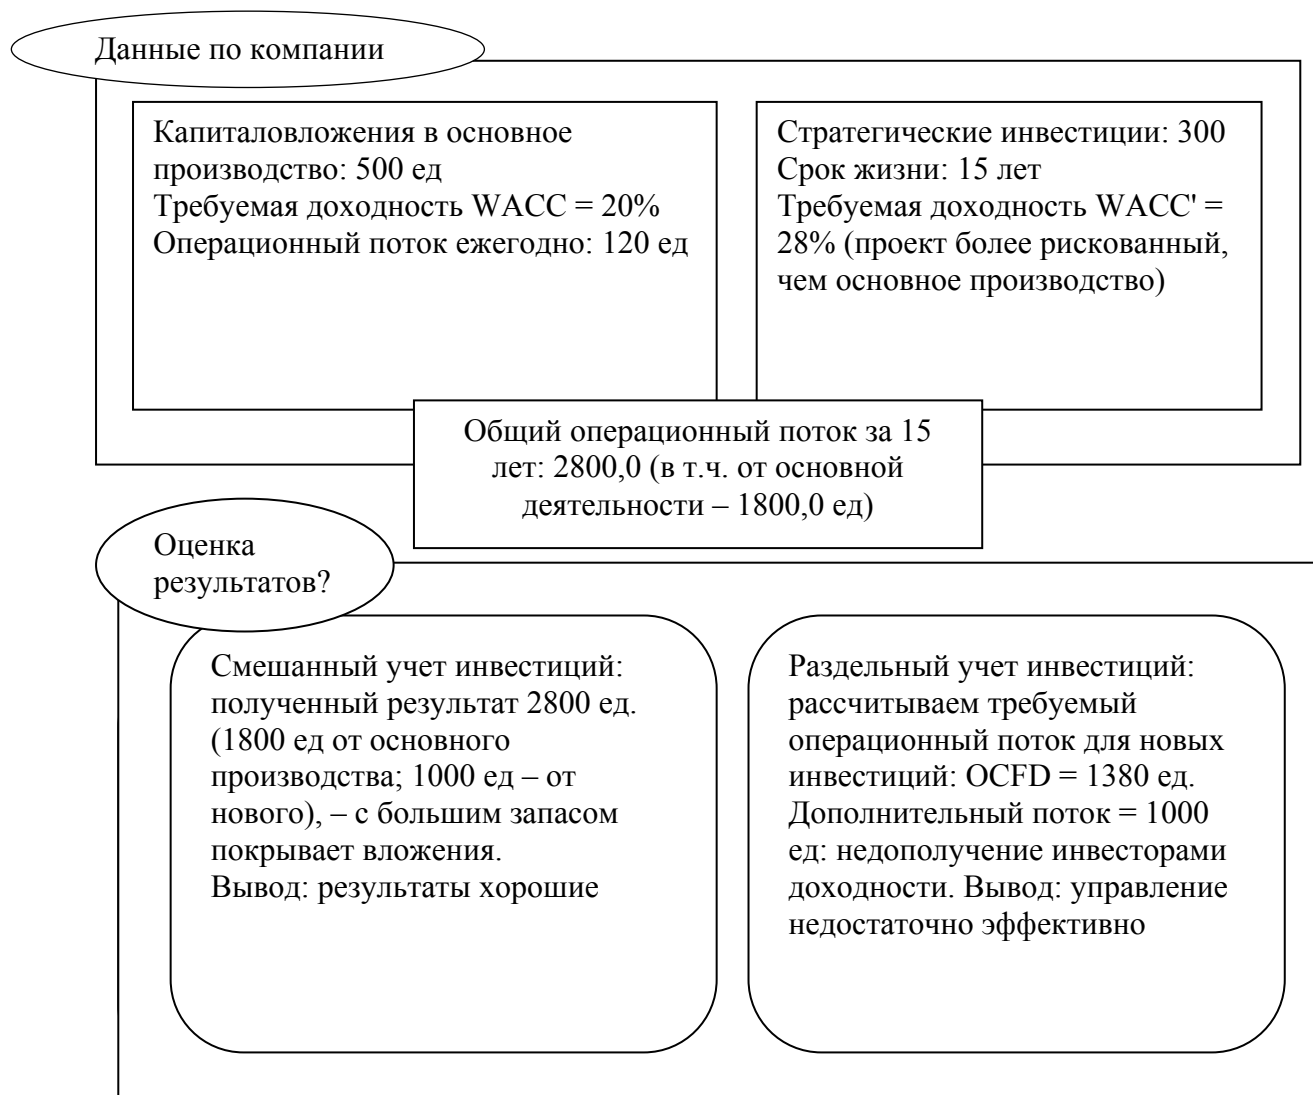 Данные по компании
Капиталовложения в основное
производство: 500 ед
Требуемая доходность WACC = 20%
Операционный поток ежегодно: 120 ед
Стратегические инвестиции: 300
Срок жизни: 15 лет
Требуемая доходность WACC' =
28% (проект более рискованный,
чем основное производство)
Общий операционный поток за 15
лет: 2800,0 (в т.ч. от основной
деятельности – 1800,0 ед)
Оценка
результатов?
Смешанный учет инвестиций:
полученный результат 2800 ед.
(1800 ед от основного
производства; 1000 ед – от
нового), – с большим запасом
покрывает вложения.
Вывод: результаты хорошие
Раздельный учет инвестиций:
рассчитываем требуемый
операционный поток для новых
инвестиций: OCFD = 1380 ед.
Дополнительный поток = 1000
ед: недополучение инвесторами
доходности. Вывод: управление
недостаточно эффективно